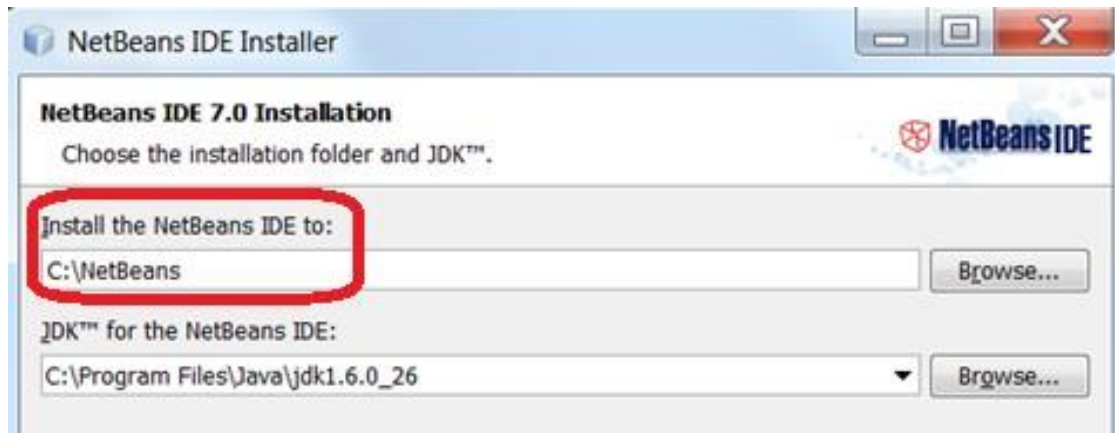 NetBeans IDE Installer
NetBeans IDE 7.0 Installation
Choose the installation folder and JDK™.
NetBeans IDE
Install the NetBeans IDE to:
C:\NetBeans
Browse...
JDK™ for the NetBeans IDE:
C:\Program Files\Java\jdk1.6.0_26
Browse...